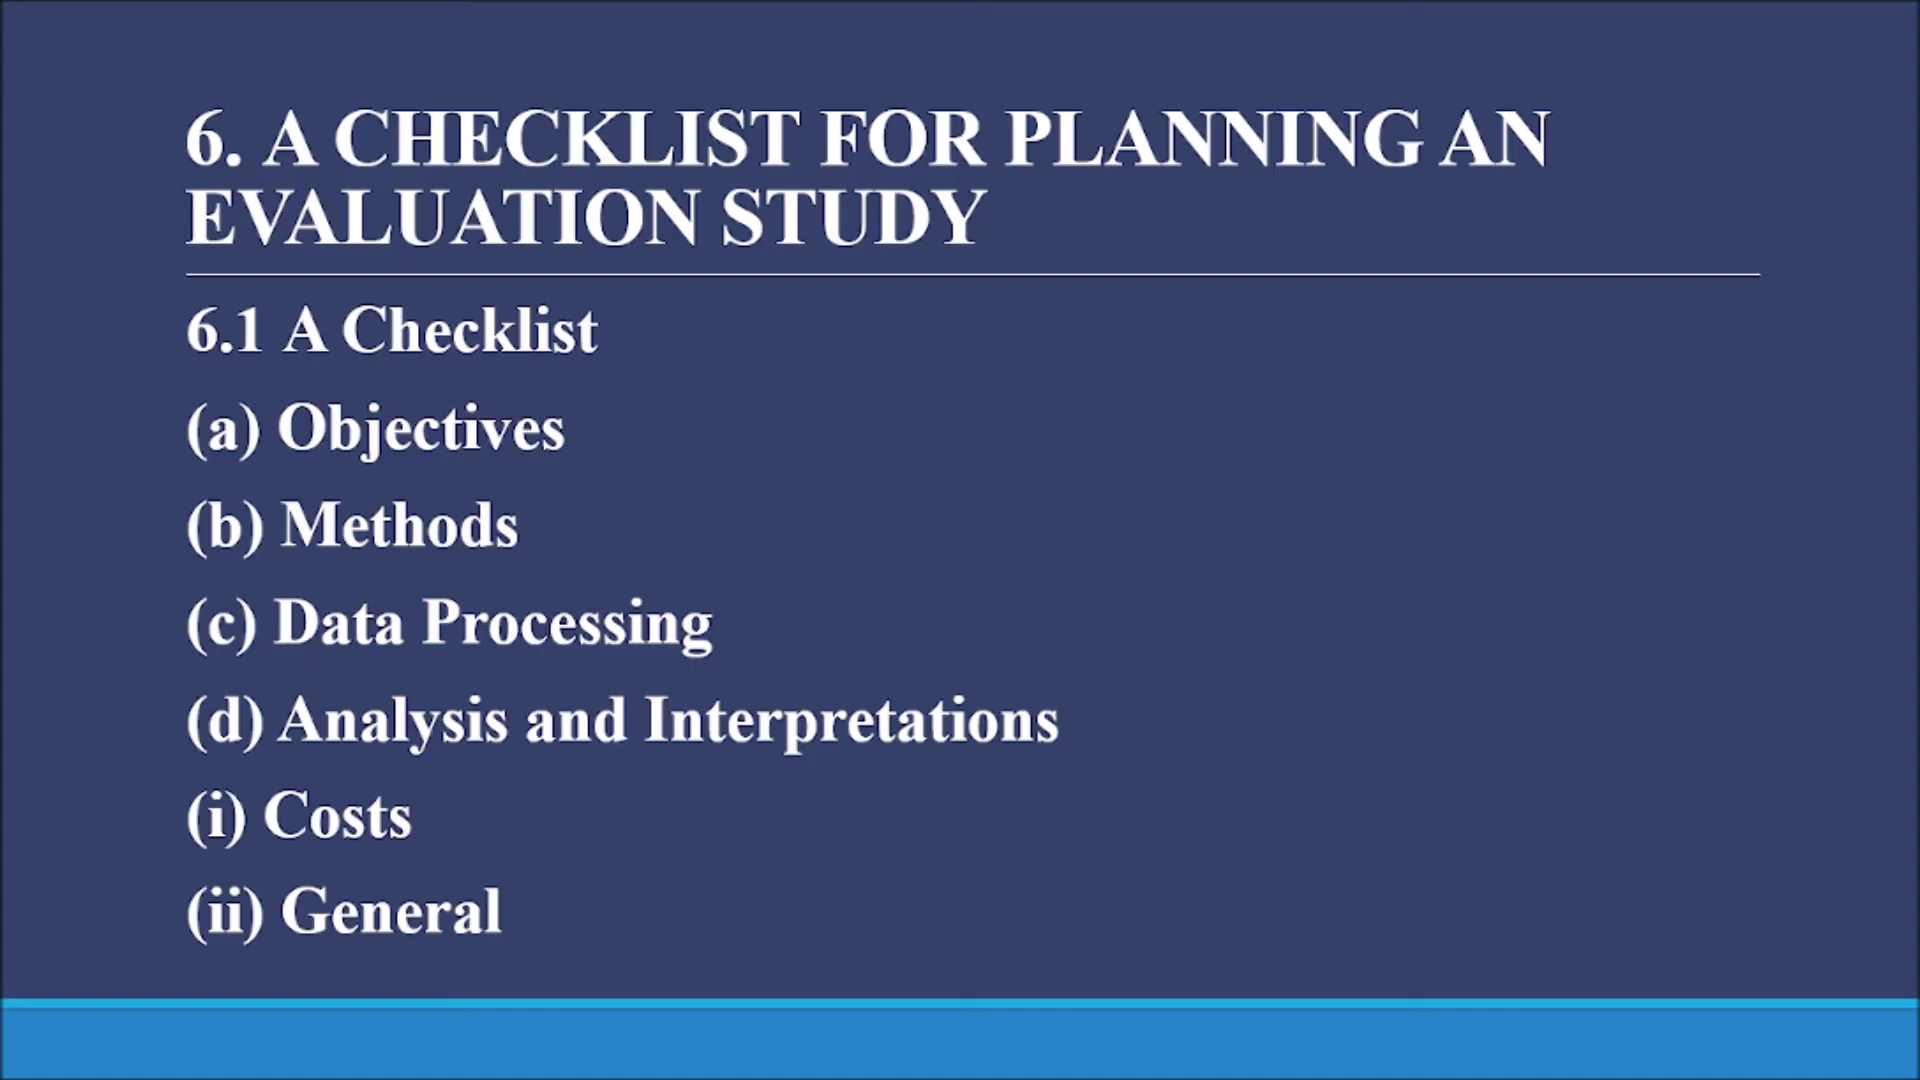 6. A CHECKLIST FOR PLANNING AN
EVALUATION STUDY
6.1 A Checklist
(a) Objectives
(b) Methods
(c) Data Processing
(d) Analysis and Interpretations
(i) Costs
(ii) General